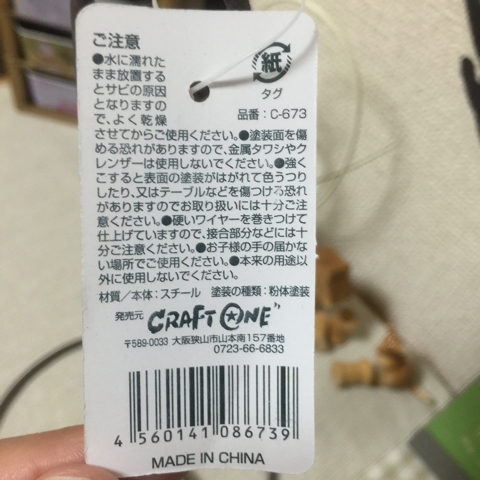 ご注意
●水に濡れた
まま放置する
とサビの原因
となりますの
で、よく乾燥
紙
タグ
品番：C-673
させてからご使用ください。●塗装面を傷
める恐れがありますので、金属タワシやク
レンザーは使用しないでください。●強く
こすると表面の塗装がはがれて色うつり
したり、又はテーブルなどを傷つける恐れ
がありますのでお取り扱いには十分ご注
意ください。●硬いワイヤーを巻きつけて
仕上げていますので、接合部分などには十
分ご注意ください。●お子様の手の届かな
い場所でご使用ください。●本来の用途以
外に使用しないでください。
材質／本体：スチール 塗装の種類：粉体塗装
発売元 CRAFT ONE
〒589-0033 大阪狭山市山本南157番地
0723-66-6833
4 560141 086739
MADE IN CHINA